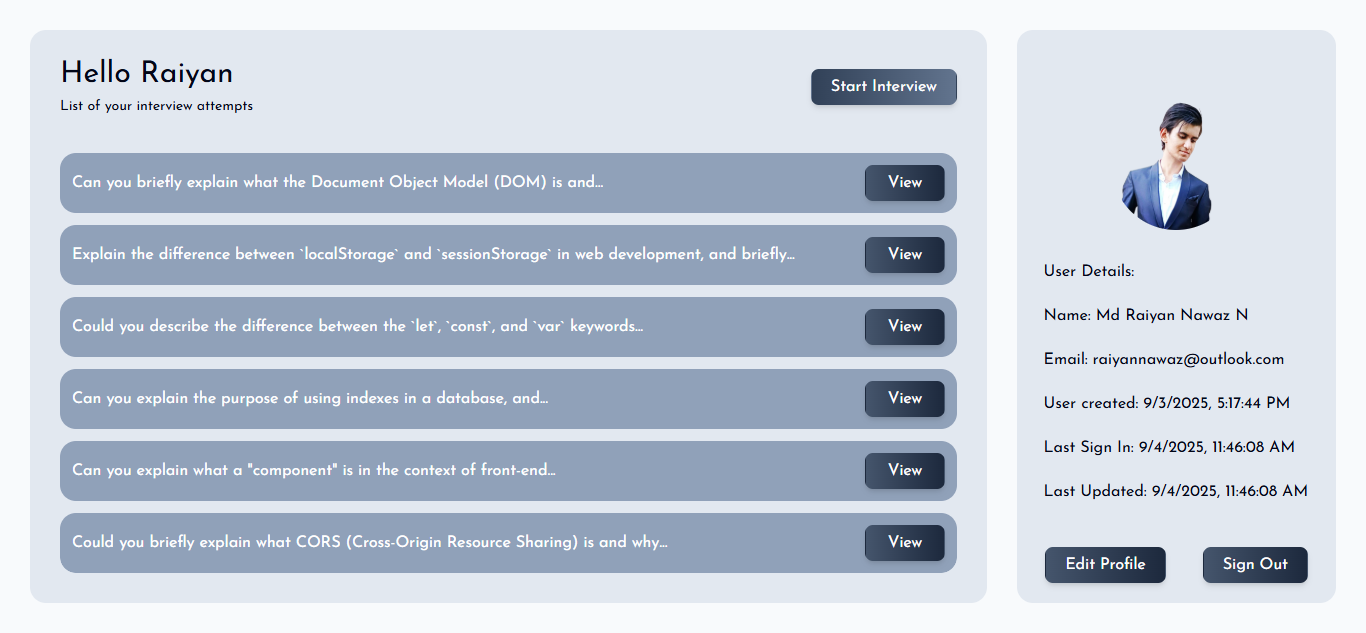 Hello Raiyan
List of your interview attempts
Start Interview
Can you briefly explain what the Document Object Model (DOM) is and...
View
Explain the difference between `localStorage` and `sessionStorage` in web development, and briefly...
View
Could you describe the difference between the `let`, `const`, and `var` keywords...
View
Can you explain the purpose of using indexes in a database, and...
View
Can you explain what a "component" is in the context of front-end...
View
Could you briefly explain what CORS (Cross-Origin Resource Sharing) is and why...
View
User Details:
Name: Md Raiyan Nawaz N
Email: raiyannawaz@outlook.com
User created: 9/3/2025, 5:17:44 PM
Last Sign In: 9/4/2025, 11:46:08 AM
Last Updated: 9/4/2025, 11:46:08 AM
Edit Profile
Sign Out